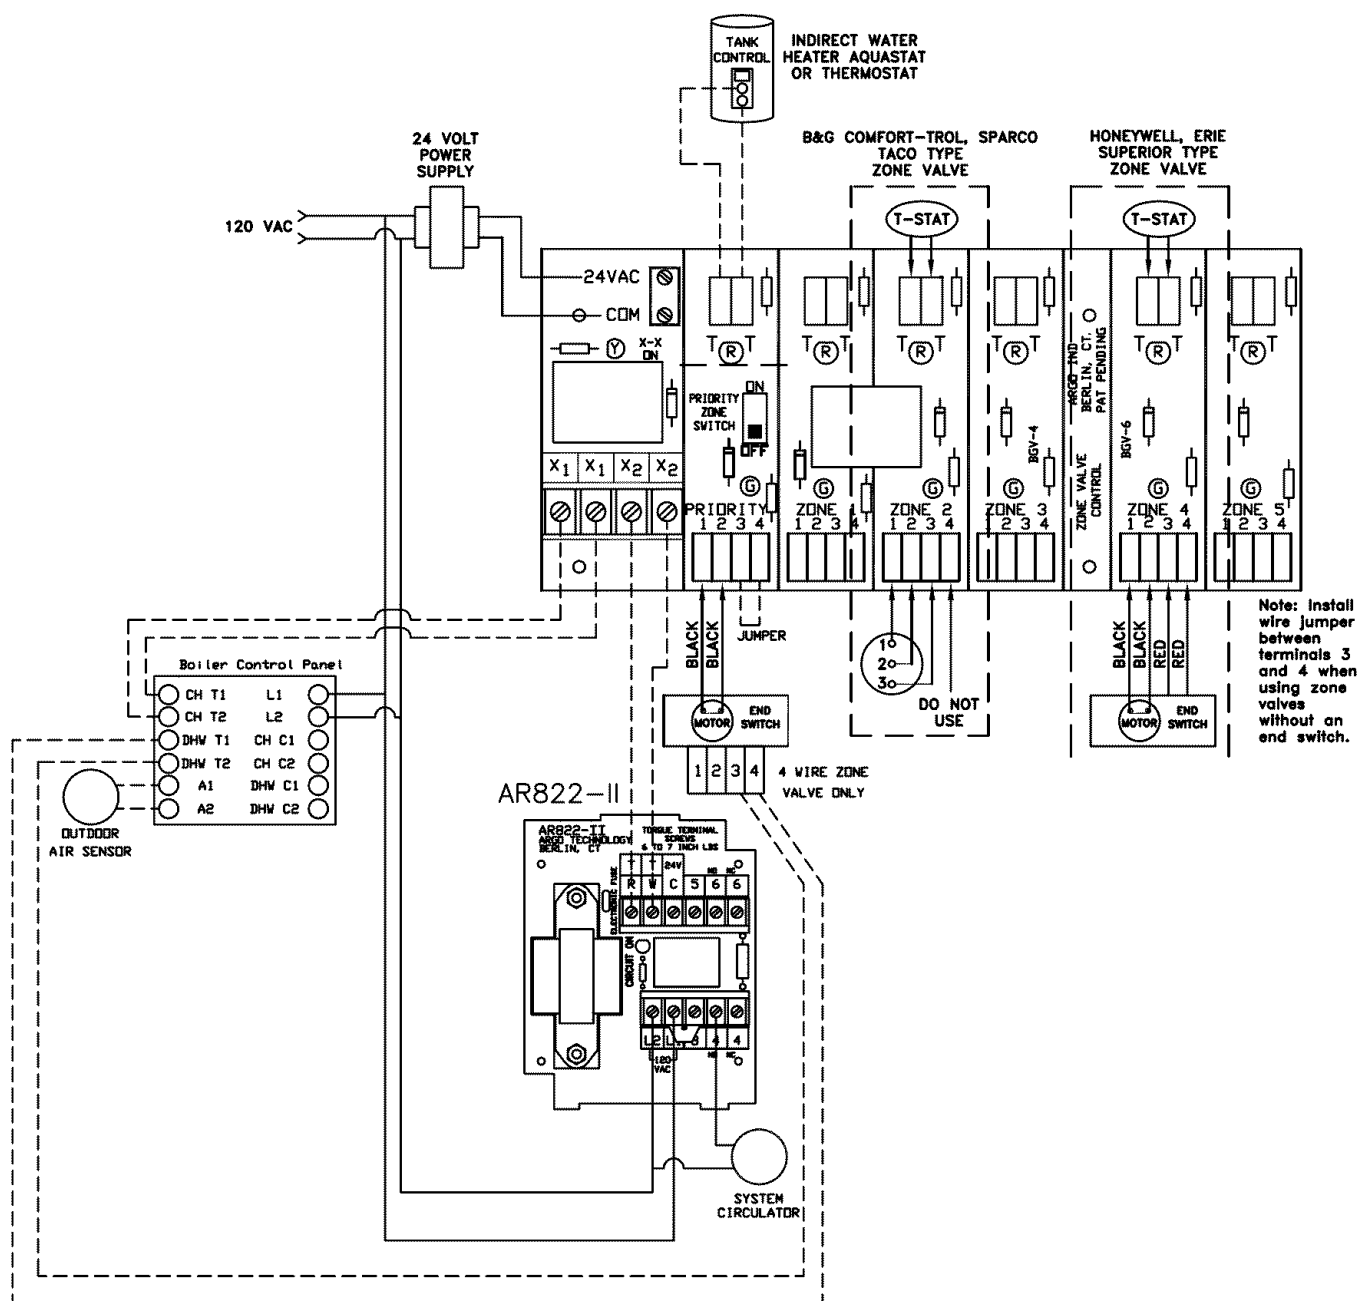 TANK
CONTROL
INDIRECT WATER
HEATER AQUASTAT
OR THERMOSTAT
24 VOLT
POWER
SUPPLY
120 VAC
B&G COMFORT-TROL, SPARCO
TACO TYPE
ZONE VALVE
HONEYWELL, ERIE
SUPERIOR TYPE
ZONE VALVE
T-STAT
T-STAT
24VAC
COM
Y
X-X
ON
T R T
T R T
T R T
T R T
T R T
T R T
ARGO IND
BERLIN, CT.
PAT PENDING
ZONE VALVE
CONTROL
PRIORITY
ZONE
SWITCH
ON
OFF
BGV-4
BGV-6
X1 X1 X2 X2
G
G
G
G
G
G
PRIORITY
1 2 3 4
ZONE 1
1 2 3 4
ZONE 2
1 2 3 4
ZONE 3
1 2 3 4
ZONE 4
1 2 3 4
ZONE 5
1 2 3 4
JUMPER
BLACK
BLACK
1
2
3
DO NOT
USE
BLACK
BLACK
RED
RED
Note: Install
wire jumper
between
terminals 3
and 4 when
using zone
valves
without an
end switch.
MOTOR
END
SWITCH
MOTOR
END
SWITCH
1 2 3 4
4 WIRE ZONE
VALVE ONLY
Boiler Control Panel
CH T1 L1
CH T2 L2
DHW T1 CH C1
DHW T2 CH C2
A1 DHW C1
A2 DHW C2
OUTDOOR
AIR SENSOR
AR822-II
AR822-II
ARGO TECHNOLOGY
BERLIN, CT
TORQUE TERMINAL
SCREWS
6 TO 7 INCH LBS
T T 24V
NO NC
R W C 5 6 6
ELECTRONIC FUSE
CIRCUIT ON
L2 L1 3 4 4
120
VAC
NO NC
SYSTEM
CIRCULATOR